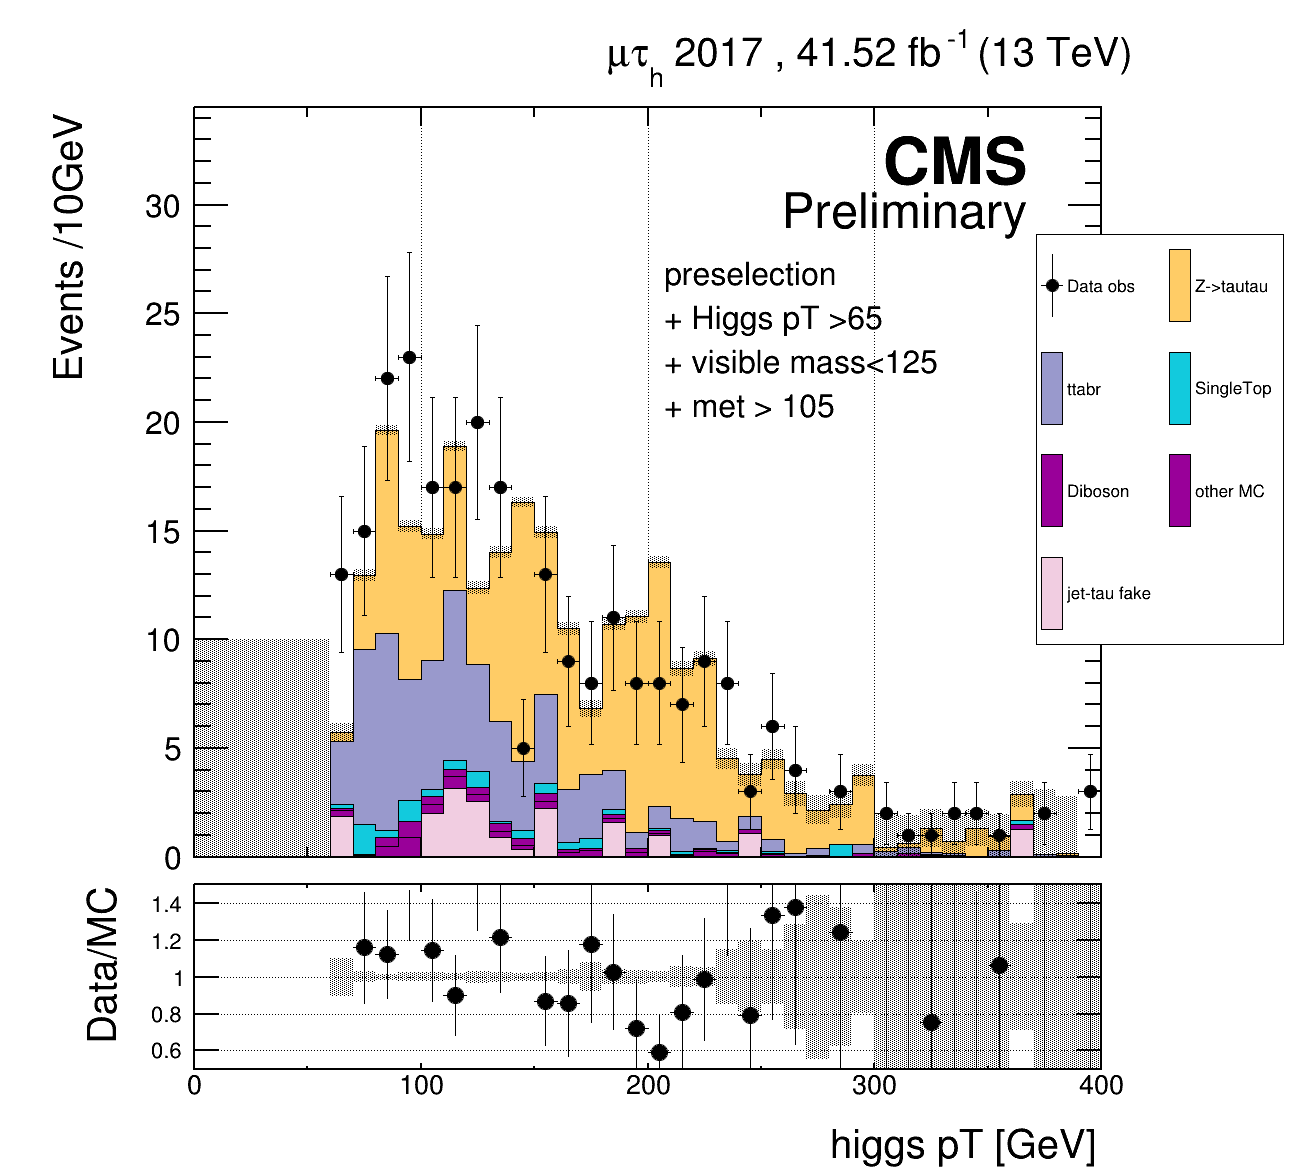 μτh 2017 , 41.52 fb-1 (13 TeV)
Events /10GeV
CMS
Preliminary
preselection
+ Higgs pT >65
+ visible mass<125
+ met > 105
Data obs
Z->tautau
ttabr
SingleTop
Diboson
other MC
jet-tau fake
30
25
20
15
10
5
0
Data/MC
1.4
1.2
1
0.8
0.6
0 100 200 300 400
higgs pT [GeV]